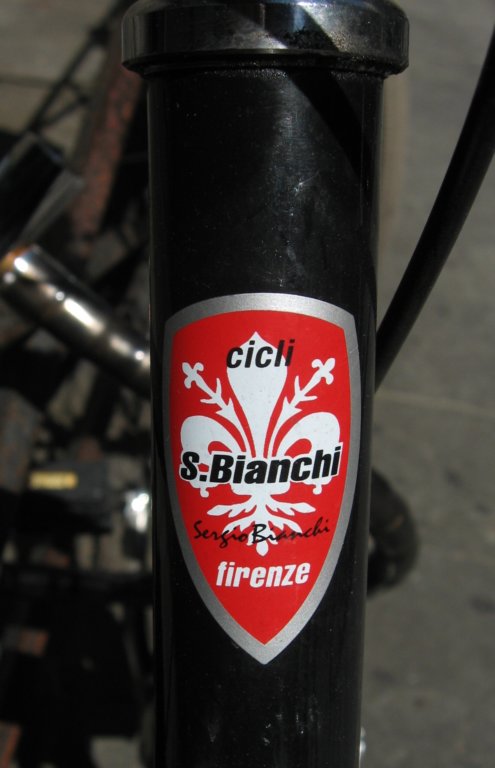 cicli
S.Bianchi
Sergio Bianchi
firenze